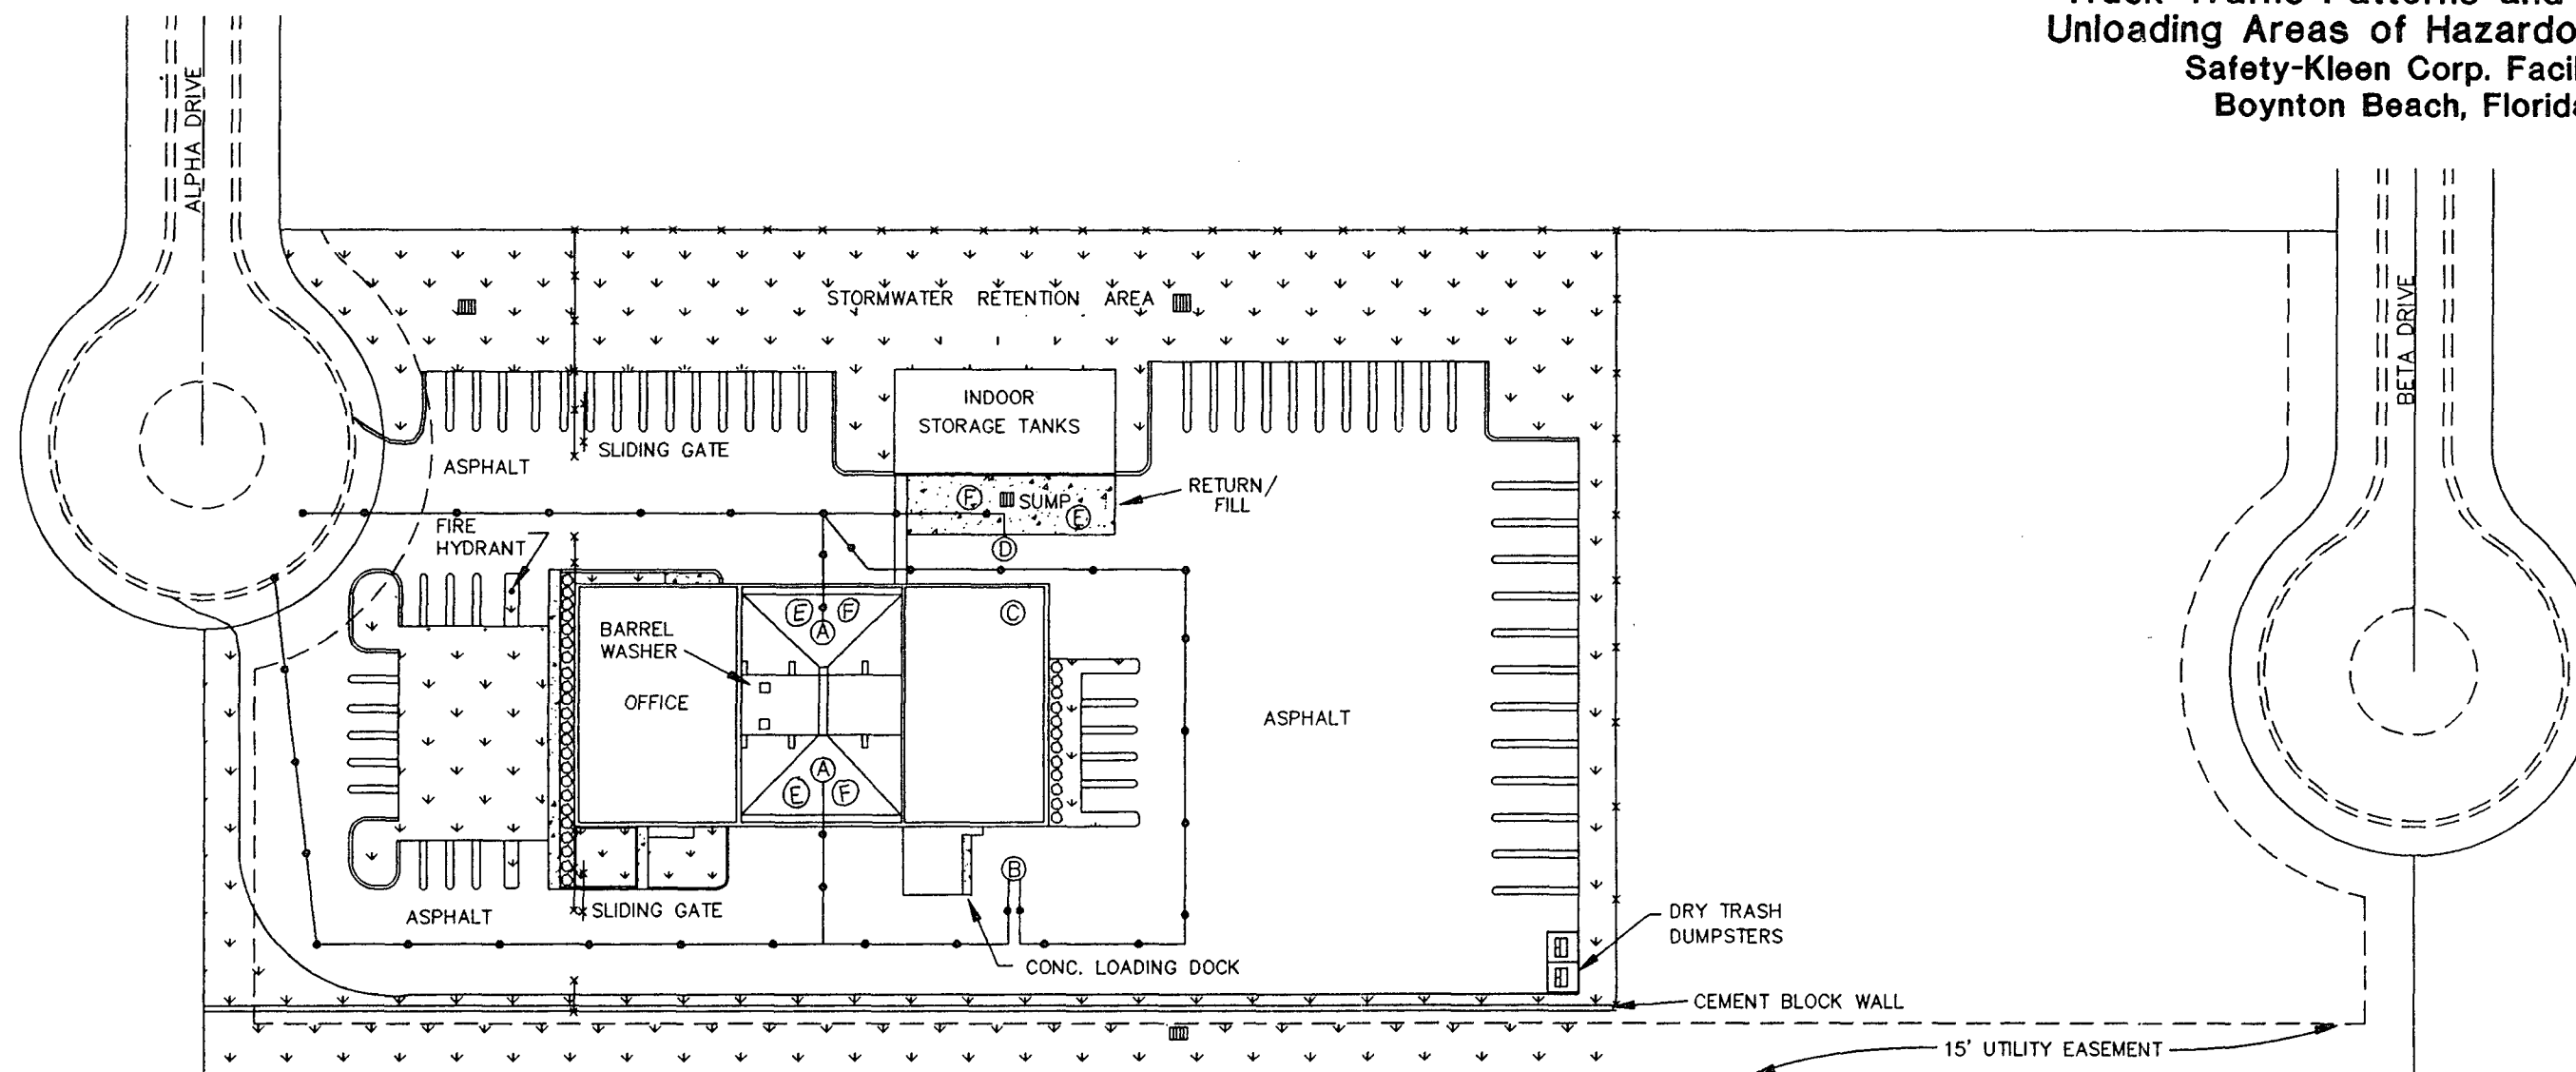 Unloading Areas of Hazardo
Safety-Kleen Corp. Facil
Boynton Beach, Florida
ALPHA DRIVE
BETA DRIVE
STORMWATER RETENTION AREA
INDOOR
STORAGE TANKS
SLIDING GATE
ASPHALT
RETURN/
FILL
E
SUMP
E
FIRE
HYDRANT
D
E
F
C
A
BARREL
WASHER
OFFICE
ASPHALT
A
E
F
B
ASPHALT
SLIDING GATE
DRY TRASH
DUMPSTERS
CONC. LOADING DOCK
CEMENT BLOCK WALL
15' UTILITY EASEMENT